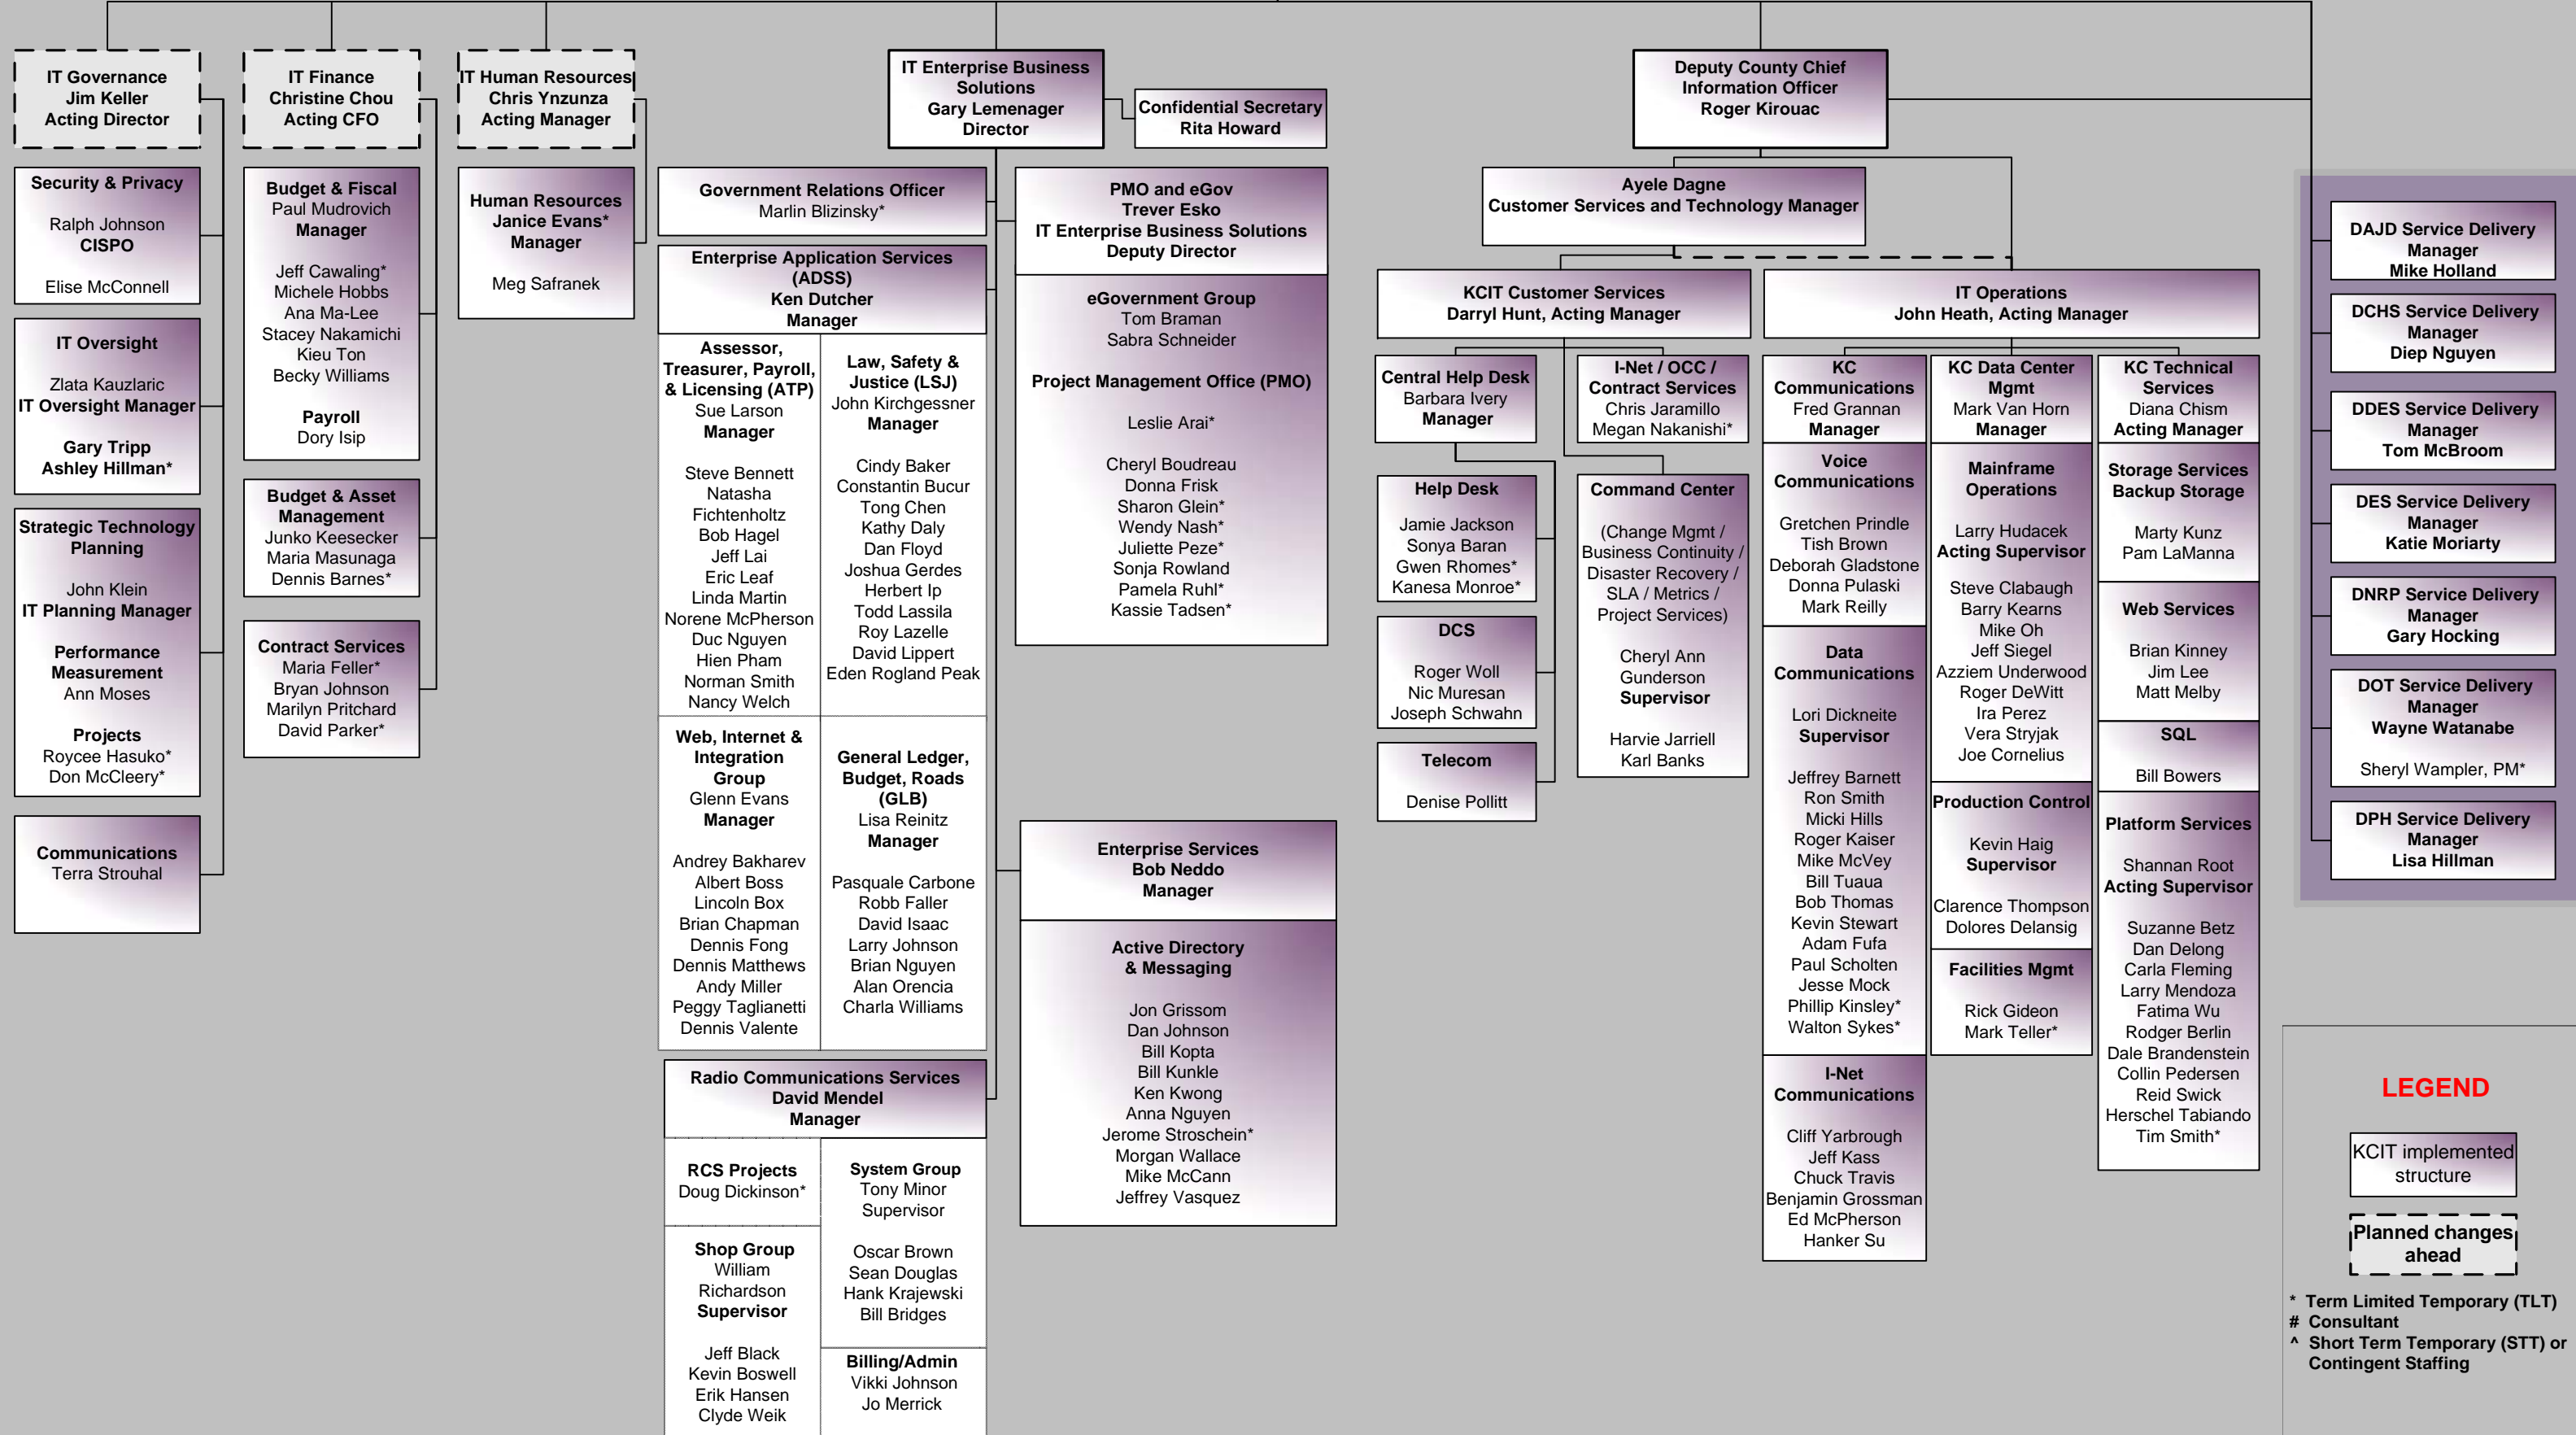 IT Governance
Jim Keller
Acting Director
Security & Privacy
Ralph Johnson
CISPO
Elise McConnell
IT Oversight
Zlata Kauzlaric
IT Oversight Manager
Gary Tripp
Ashley Hillman*
Strategic Technology
Planning
John Klein
IT Planning Manager
Performance
Measurement
Ann Moses
Projects
Roycee Hasuko*
Don McCleery*
Communications
Terra Strouhal
IT Finance
Christine Chou
Acting CFO
Budget & Fiscal
Paul Mudrovich
Manager
Jeff Cawaling*
Michele Hobbs
Ana Ma-Lee
Stacey Nakamichi
Kieu Ton
Becky Williams
Payroll
Dory Isip
Budget & Asset
Management
Junko Keesecker
Maria Masunaga
Dennis Barnes*
Contract Services
Maria Feller*
Bryan Johnson
Marilyn Pritchard
David Parker*
IT Human Resources
Chris Ynzunza
Acting Manager
Human Resources
Janice Evans*
Manager
Meg Safranek
IT Enterprise Business
Solutions
Gary Lemenager
Director
Confidential Secretary
Rita Howard
Government Relations Officer
Marlin Blizinsky*
Enterprise Application Services
(ADSS)
Ken Dutcher
Manager
Assessor,
Treasurer, Payroll,
& Licensing (ATP)
Sue Larson
Manager
Steve Bennett
Natasha
Fichtenholtz
Bob Hagel
Jeff Lai
Eric Leaf
Linda Martin
Norene McPherson
Duc Nguyen
Hien Pham
Norman Smith
Nancy Welch
Law, Safety &
Justice (LSJ)
John Kirchgessner
Manager
Cindy Baker
Constantin Bucur
Tong Chen
Kathy Daly
Dan Floyd
Joshua Gerdes
Herbert Ip
Todd Lassila
Roy Lazelle
David Lippert
Eden Rogland Peak
Web, Internet &
Integration
Group
Glenn Evans
Manager
Andrey Bakharev
Albert Boss
Lincoln Box
Brian Chapman
Dennis Fong
Dennis Matthews
Andy Miller
Peggy Taglianetti
Dennis Valente
General Ledger,
Budget, Roads
(GLB)
Lisa Reinitz
Manager
Pasquale Carbone
Robb Faller
David Isaac
Larry Johnson
Brian Nguyen
Alan Orencia
Charla Williams
Radio Communications Services
David Mendel
Manager
RCS Projects
Doug Dickinson*
Shop Group
William
Richardson
Supervisor
Jeff Black
Kevin Boswell
Erik Hansen
Clyde Weik
System Group
Tony Minor
Supervisor
Oscar Brown
Sean Douglas
Hank Krajewski
Bill Bridges
Billing/Admin
Vikki Johnson
Jo Merrick
PMO and eGov
Trever Esko
IT Enterprise Business Solutions
Deputy Director
eGovernment Group
Tom Braman
Sabra Schneider
Project Management Office (PMO)
Leslie Arai*
Cheryl Boudreau
Donna Frisk
Sharon Glein*
Wendy Nash*
Juliette Peze*
Sonja Rowland
Pamela Ruhl*
Kassie Tadsen*
Enterprise Services
Bob Neddo
Manager
Active Directory
& Messaging
Jon Grissom
Dan Johnson
Bill Kopta
Bill Kunkle
Ken Kwong
Anna Nguyen
Jerome Stroschein*
Morgan Wallace
Mike McCann
Jeffrey Vasquez
Deputy County Chief
Information Officer
Roger Kirouac
Ayele Dagne
Customer Services and Technology Manager
KCIT Customer Services
Darryl Hunt, Acting Manager
Central Help Desk
Barbara Ivery
Manager
Help Desk
Jamie Jackson
Sonya Baran
Gwen Rhomes*
Kanesa Monroe*
DCS
Roger Woll
Nic Muresan
Joseph Schwahn
Telecom
Denise Pollitt
I-Net / OCC /
Contract Services
Chris Jaramillo
Megan Nakanishi*
Command Center
(Change Mgmt /
Business Continuity /
Disaster Recovery /
SLA / Metrics /
Project Services)
Cheryl Ann
Gunderson
Supervisor
Harvie Jarriell
Karl Banks
IT Operations
John Heath, Acting Manager
KC
Communications
Fred Grannan
Manager
Voice
Communications
Gretchen Prindle
Tish Brown
Deborah Gladstone
Donna Pulaski
Mark Reilly
Data
Communications
Lori Dickneite
Supervisor
Jeffrey Barnett
Ron Smith
Micki Hills
Roger Kaiser
Mike McVey
Bill Tuaua
Bob Thomas
Kevin Stewart
Adam Fufa
Paul Scholten
Jesse Mock
Phillip Kinsley*
Walton Sykes*
I-Net
Communications
Cliff Yarbrough
Jeff Kass
Chuck Travis
Benjamin Grossman
Ed McPherson
Hanker Su
KC Data Center
Mgmt
Mark Van Horn
Manager
Mainframe
Operations
Larry Hudacek
Acting Supervisor
Steve Clabaugh
Barry Kearns
Mike Oh
Jeff Siegel
Azziem Underwood
Roger DeWitt
Ira Perez
Vera Stryjak
Joe Cornelius
Production Control
Kevin Haig
Supervisor
Clarence Thompson
Dolores Delansig
Facilities Mgmt
Rick Gideon
Mark Teller*
KC Technical
Services
Diana Chism
Acting Manager
Storage Services
Backup Storage
Marty Kunz
Pam LaManna
Web Services
Brian Kinney
Jim Lee
Matt Melby
SQL
Bill Bowers
Platform Services
Shannan Root
Acting Supervisor
Suzanne Betz
Dan Delong
Carla Fleming
Larry Mendoza
Fatima Wu
Rodger Berlin
Dale Brandenstein
Collin Pedersen
Reid Swick
Herschel Tabiando
Tim Smith*
DAJD Service Delivery
Manager
Mike Holland
DCHS Service Delivery
Manager
Diep Nguyen
DDES Service Delivery
Manager
Tom McBroom
DES Service Delivery
Manager
Katie Moriarty
DNRP Service Delivery
Manager
Gary Hocking
DOT Service Delivery
Manager
Wayne Watanabe
Sheryl Wampler, PM*
DPH Service Delivery
Manager
Lisa Hillman
LEGEND
KCIT implemented
structure
Planned changes
ahead
* Term Limited Temporary (TLT)
# Consultant
^ Short Term Temporary (STT) or
Contingent Staffing